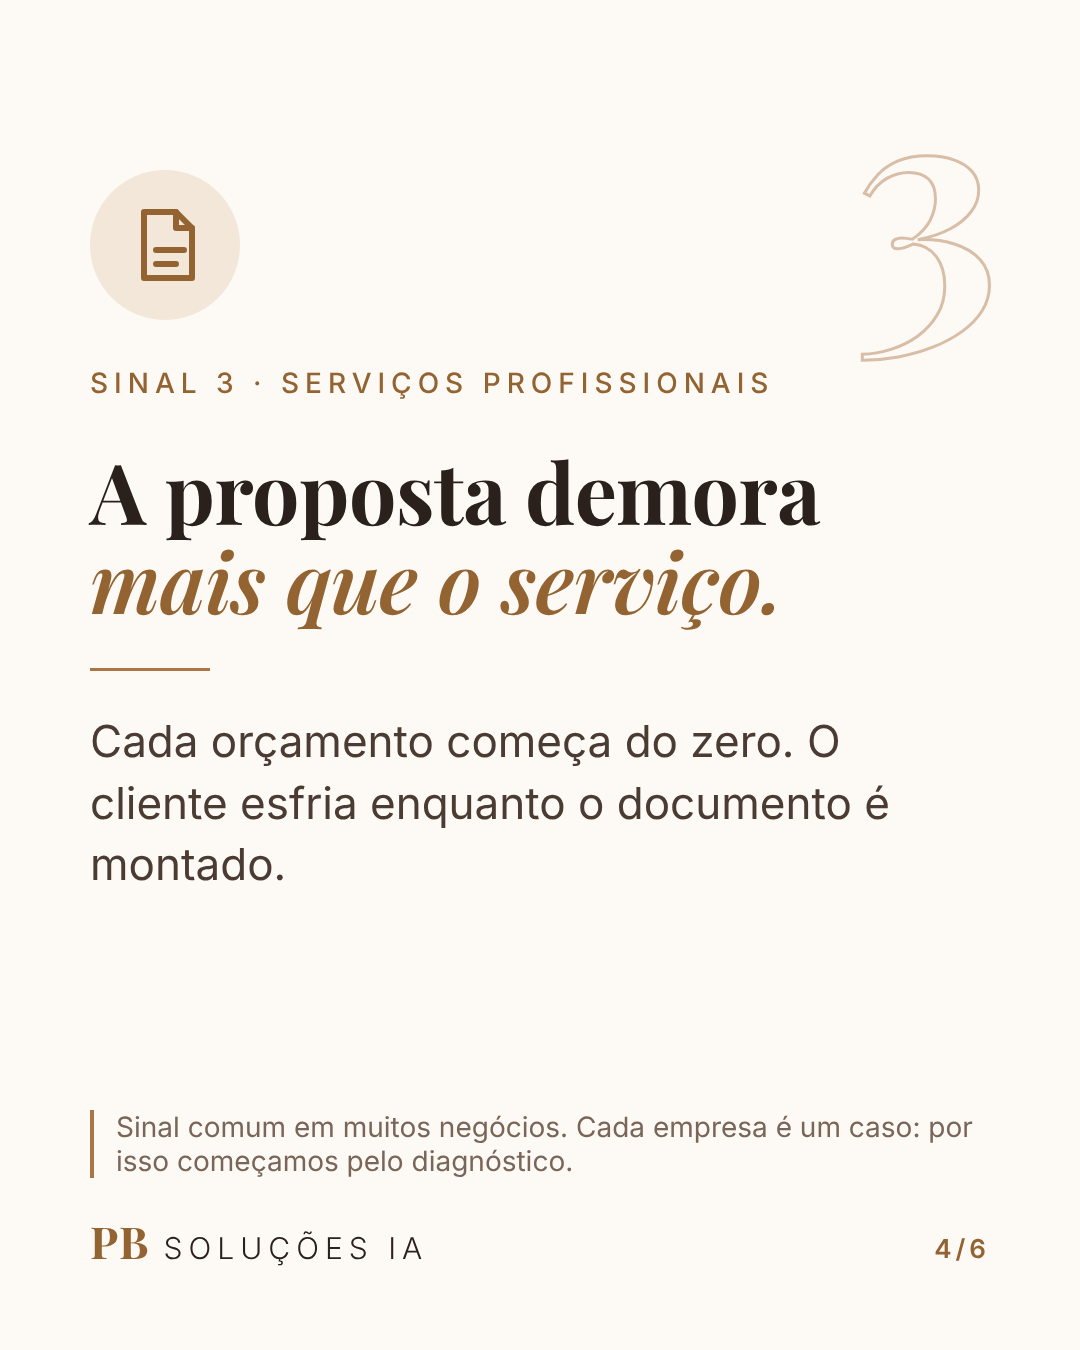 3
SINAL 3 · SERVIÇOS PROFISSIONAIS
A proposta demora
mais que o serviço.
Cada orçamento começa do zero. O
cliente esfria enquanto o documento é
montado.
Sinal comum em muitos negócios. Cada empresa é um caso: por
isso começamos pelo diagnóstico.
PB SOLUÇÕES IA
4/6